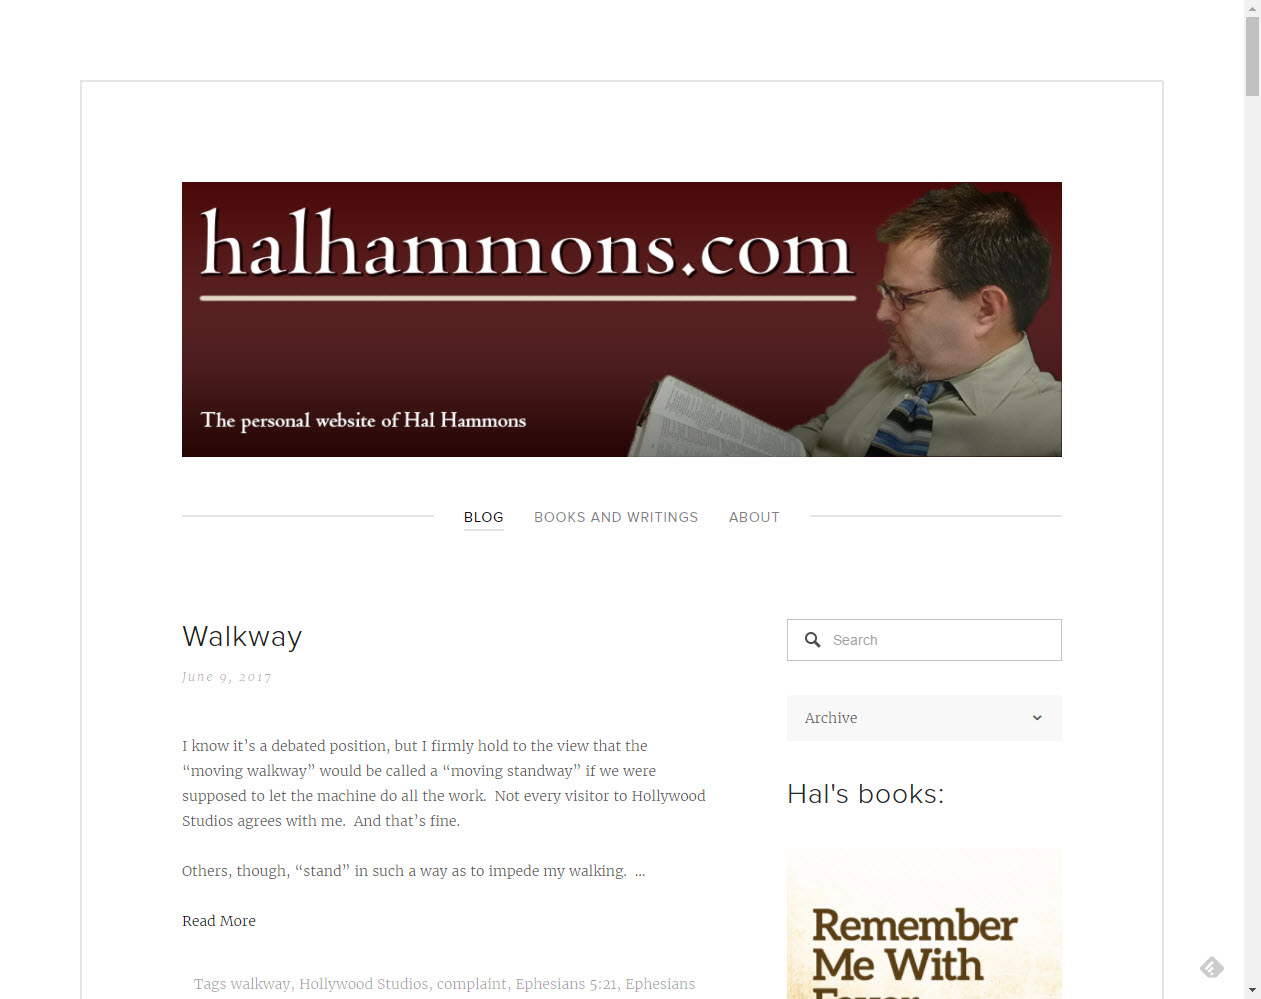 halhammons.com
The personal website of Hal Hammons
BLOG BOOKS AND WRITINGS ABOUT
Walkway
June 9, 2017
I know it’s a debated position, but I firmly hold to the view that the
“moving walkway” would be called a “moving standway” if we were
supposed to let the machine do all the work.  Not every visitor to Hollywood
Studios agrees with me.  And that’s fine.
Others, though, “stand” in such a way as to impede my walking.  ...
Read More
Tags walkway, Hollywood Studios, complaint, Ephesians 5:21, Ephesians
Search
Archive
Hal's books:
Remember
Me With
Favor